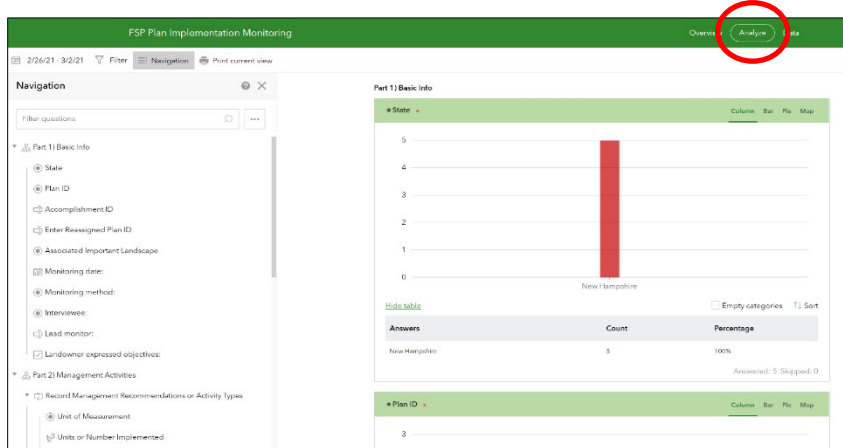 FSP Plan Implementation Monitoring
Overview Analyze Data
2/26/21 - 3/2/21 Filter Navigation Print current view
Navigation
Filter questions
Part 1) Basic Info
State
Plan ID
Accomplishment ID
Enter Reassigned Plan ID
Associated Important Landscape
Monitoring date:
Monitoring method:
Interviewee:
Lead monitor:
Landowner expressed objectives:
Part 2) Management Activities
Record Management Recommendations or Activity Types
Unit of Measurement
Units or Number Implemented
Part 1) Basic Info
State
Column Bar Pie Map
5
4
3
2
1
0
New Hampshire
Hide table
Empty categories Sort
Answers Count Percentage
New Hampshire 5 100%
Answered: 5 Skipped: 0
Plan ID
Column Bar Pie Map
3